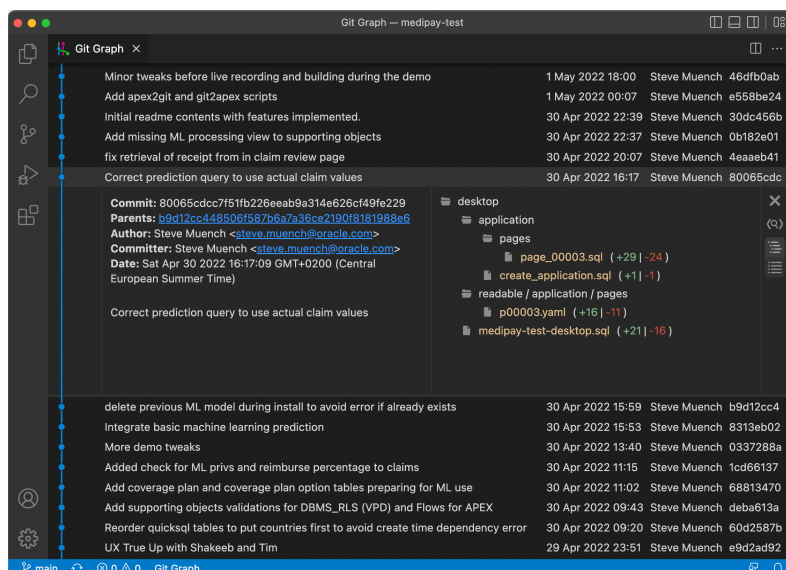 Git Graph — medipay-test
Git Graph
Minor tweaks before live recording and building during the demo 1 May 2022 18:00 Steve Muench 46dfb0ab
Add apex2git and git2apex scripts 1 May 2022 00:07 Steve Muench e558be24
Initial readme contents with features implemented. 30 Apr 2022 22:39 Steve Muench 30dc456b
Add missing ML processing view to supporting objects 30 Apr 2022 22:37 Steve Muench 0b182e01
fix retrieval of receipt from in claim review page 30 Apr 2022 20:07 Steve Muench 4eaaeb41
Correct prediction query to use actual claim values 30 Apr 2022 16:17 Steve Muench 80065cdc
Commit: 80065cdcc7f51fb226eeab9a314e626cf49fe229
Parents: b9d12cc448506f587b6a7a36ce2190f8181988e6
Author: Steve Muench <steve.muench@oracle.com>
Committer: Steve Muench <steve.muench@oracle.com>
Date: Sat Apr 30 2022 16:17:09 GMT+0200 (Central
European Summer Time)
Correct prediction query to use actual claim values
desktop
application
pages
page_00003.sql (+29|-24)
create_application.sql (+1|-1)
readable / application / pages
p00003.yaml (+16|-11)
medipay-test-desktop.sql (+21|-16)
delete previous ML model during install to avoid error if already exists 30 Apr 2022 15:59 Steve Muench b9d12cc4
Integrate basic machine learning prediction 30 Apr 2022 15:53 Steve Muench 8313eb02
More demo tweaks 30 Apr 2022 13:40 Steve Muench 0337288a
Added check for ML privs and reimburse percentage to claims 30 Apr 2022 11:15 Steve Muench 1cd66137
Add coverage plan and coverage plan option tables preparing for ML use 30 Apr 2022 11:02 Steve Muench 68813470
Add supporting objects validations for DBMS_RLS (VPD) and Flows for APEX 30 Apr 2022 09:43 Steve Muench deba613a
Reorder quicksql tables to put countries first to avoid create time dependency error 30 Apr 2022 09:20 Steve Muench 60d2587b
UX True Up with Shakeeb and Tim 29 Apr 2022 23:51 Steve Muench e9d2ad92
main 0 0 Git Graph